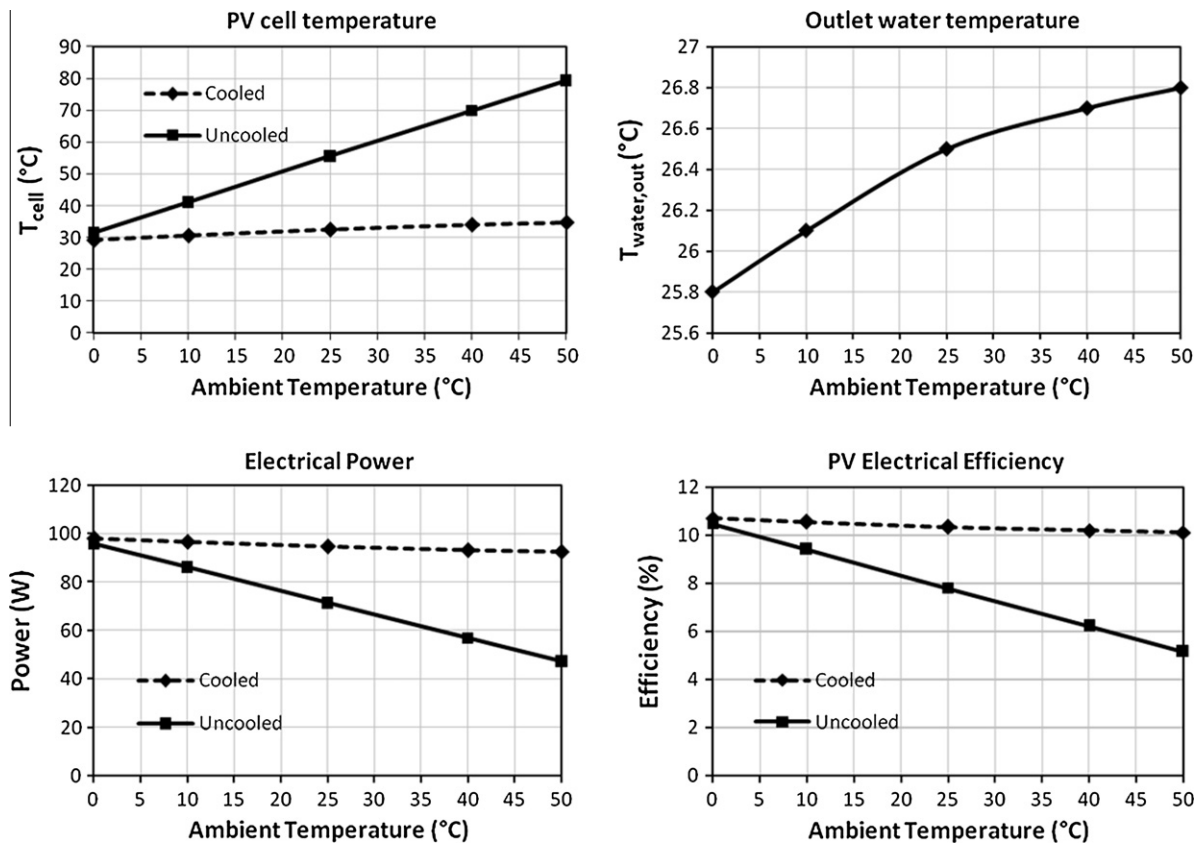 PV cell temperature
90
80
70
60
50
40
30
20
10
0
T_cell (°C)
Cooled
Uncooled
0 5 10 15 20 25 30 35 40 45 50
Ambient Temperature (°C)
Outlet water temperature
27
26.8
26.6
26.4
26.2
26
25.8
25.6
T_water,out (°C)
0 5 10 15 20 25 30 35 40 45 50
Ambient Temperature (°C)
Electrical Power
120
100
80
60
40
20
0
Power (W)
Cooled
Uncooled
0 5 10 15 20 25 30 35 40 45 50
Ambient Temperature (°C)
PV Electrical Efficiency
12
10
8
6
4
2
0
Efficiency (%)
Cooled
Uncooled
0 5 10 15 20 25 30 35 40 45 50
Ambient Temperature (°C)